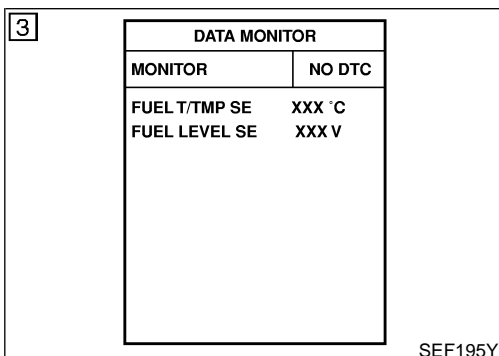 3
DATA MONITOR
MONITOR NO DTC
FUEL T/TMP SE XXX °C
FUEL LEVEL SE XXX V
SEF195Y